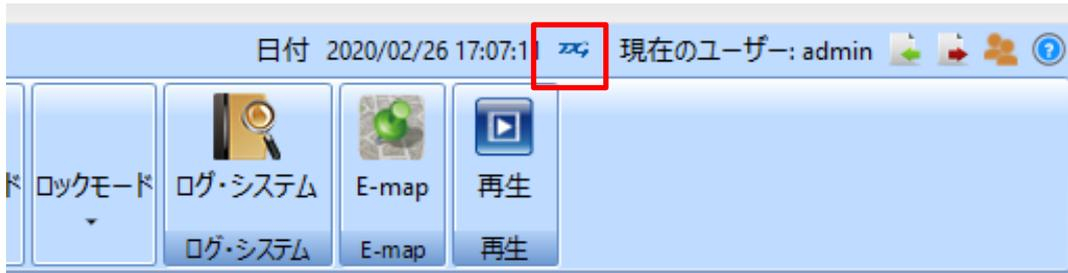 日付 2020/02/26 17:07:11 現在のユーザー: admin
ド ロックモード ログ・システム E-map 再生
ログ・システム E-map 再生